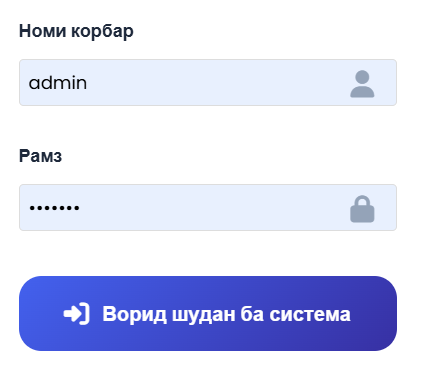 Номи корбар
admin
Рамз
•••••••
Ворид шудан ба система